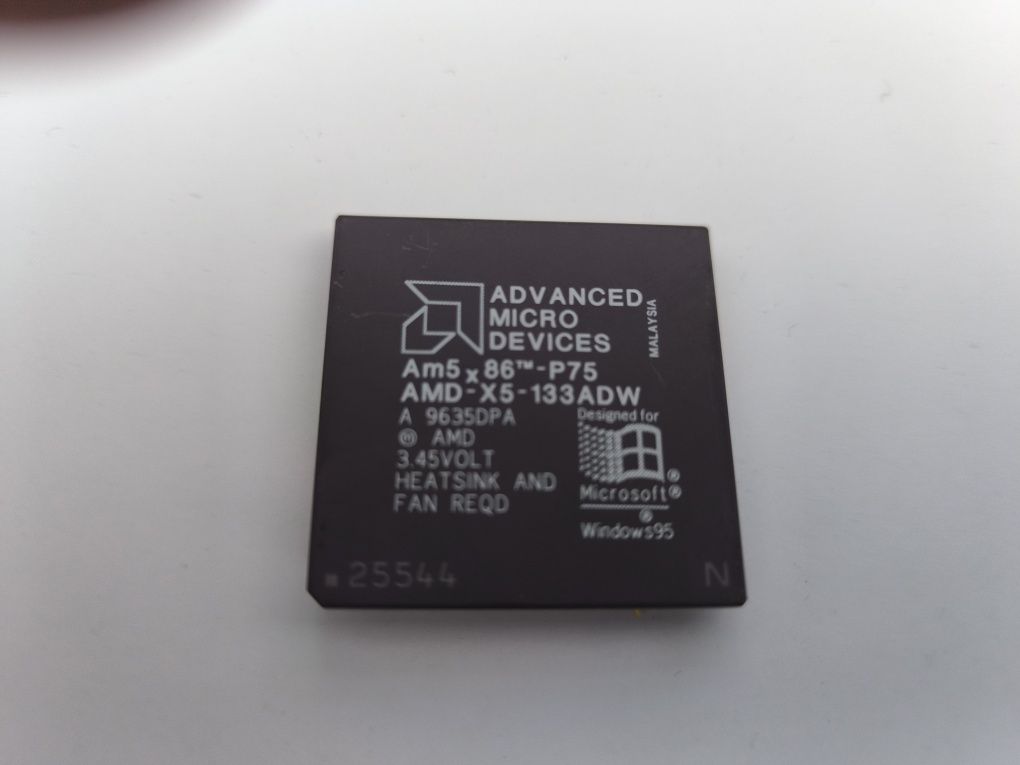 ADVANCED
MICRO
DEVICES
MALAYSIA
Am5x86™-P75
AMD-X5-133ADW
A 9635DPA
Ⓜ AMD
3.45VOLT
HEATSINK AND
FAN REQD
Designed for
®
Microsoft®
®
Windows95
25544
N